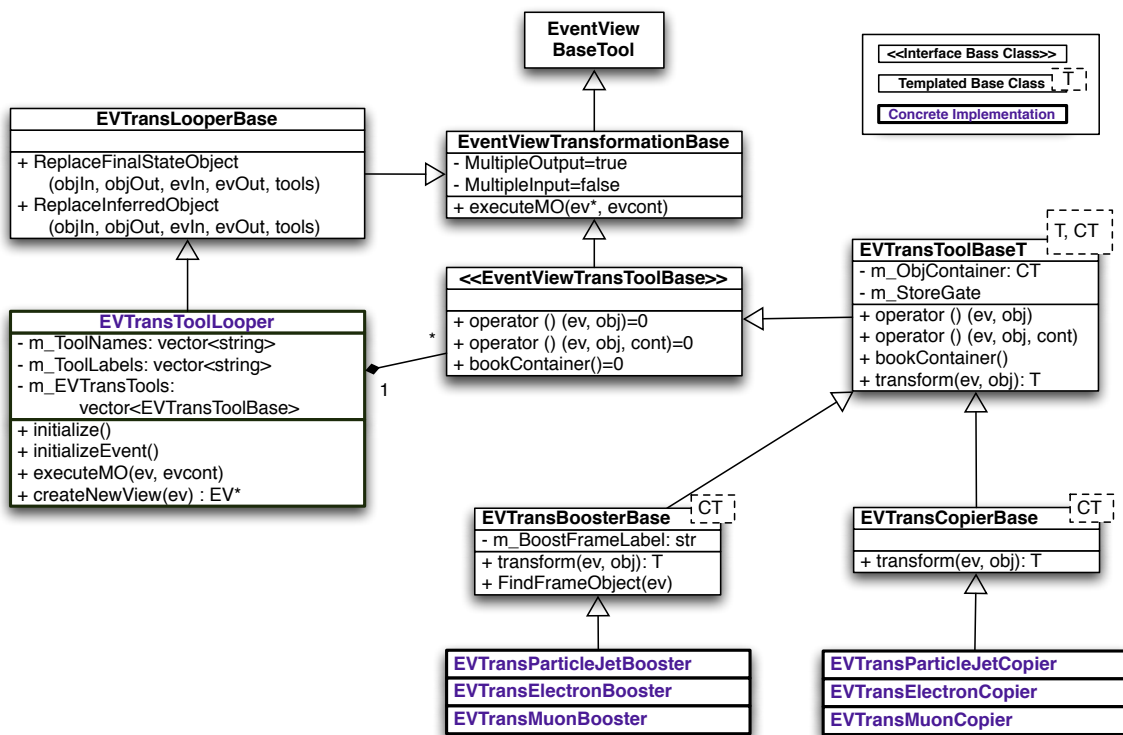 EventView
BaseTool
<<Interface Bass Class>>
Templated Base Class
T
Concrete Implementation
EVTransLooperBase
+ ReplaceFinalStateObject
(objIn, objOut, evIn, evOut, tools)
+ ReplaceInferredObject
(objIn, objOut, evIn, evOut, tools)
EventViewTransformationBase
- MultipleOutput=true
- MultipleInput=false
+ executeMO(ev*, evcont)
<<EventViewTransToolBase>>
+ operator () (ev, obj)=0
+ operator () (ev, obj, cont)=0
+ bookContainer()=0
T, CT
EVTransToolBaseT
- m_ObjContainer: CT
- m_StoreGate
+ operator () (ev, obj)
+ operator () (ev, obj, cont)
+ bookContainer()
+ transform(ev, obj): T
EVTransToolLooper
- m_ToolNames: vector<string>
- m_ToolLabels: vector<string>
- m_EVTransTools:
vector<EVTransToolBase>
+ initialize()
+ initializeEvent()
+ executeMO(ev, evcont)
+ createNewView(ev) : EV*
*
1
CT
EVTransBoosterBase
- m_BoostFrameLabel: str
+ transform(ev, obj): T
+ FindFrameObject(ev)
CT
EVTransCopierBase
+ transform(ev, obj): T
EVTransParticleJetBooster
EVTransElectronBooster
EVTransMuonBooster
EVTransParticleJetCopier
EVTransElectronCopier
EVTransMuonCopier